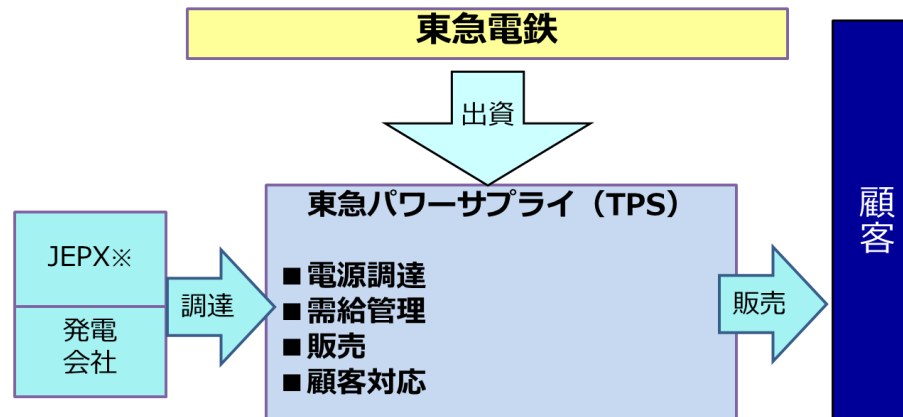 東急電鉄
出資
東急パワーサプライ（TPS）
JEPX※
発電
会社
調達
■電源調達
■需給管理
■販売
■顧客対応
販売
顧客